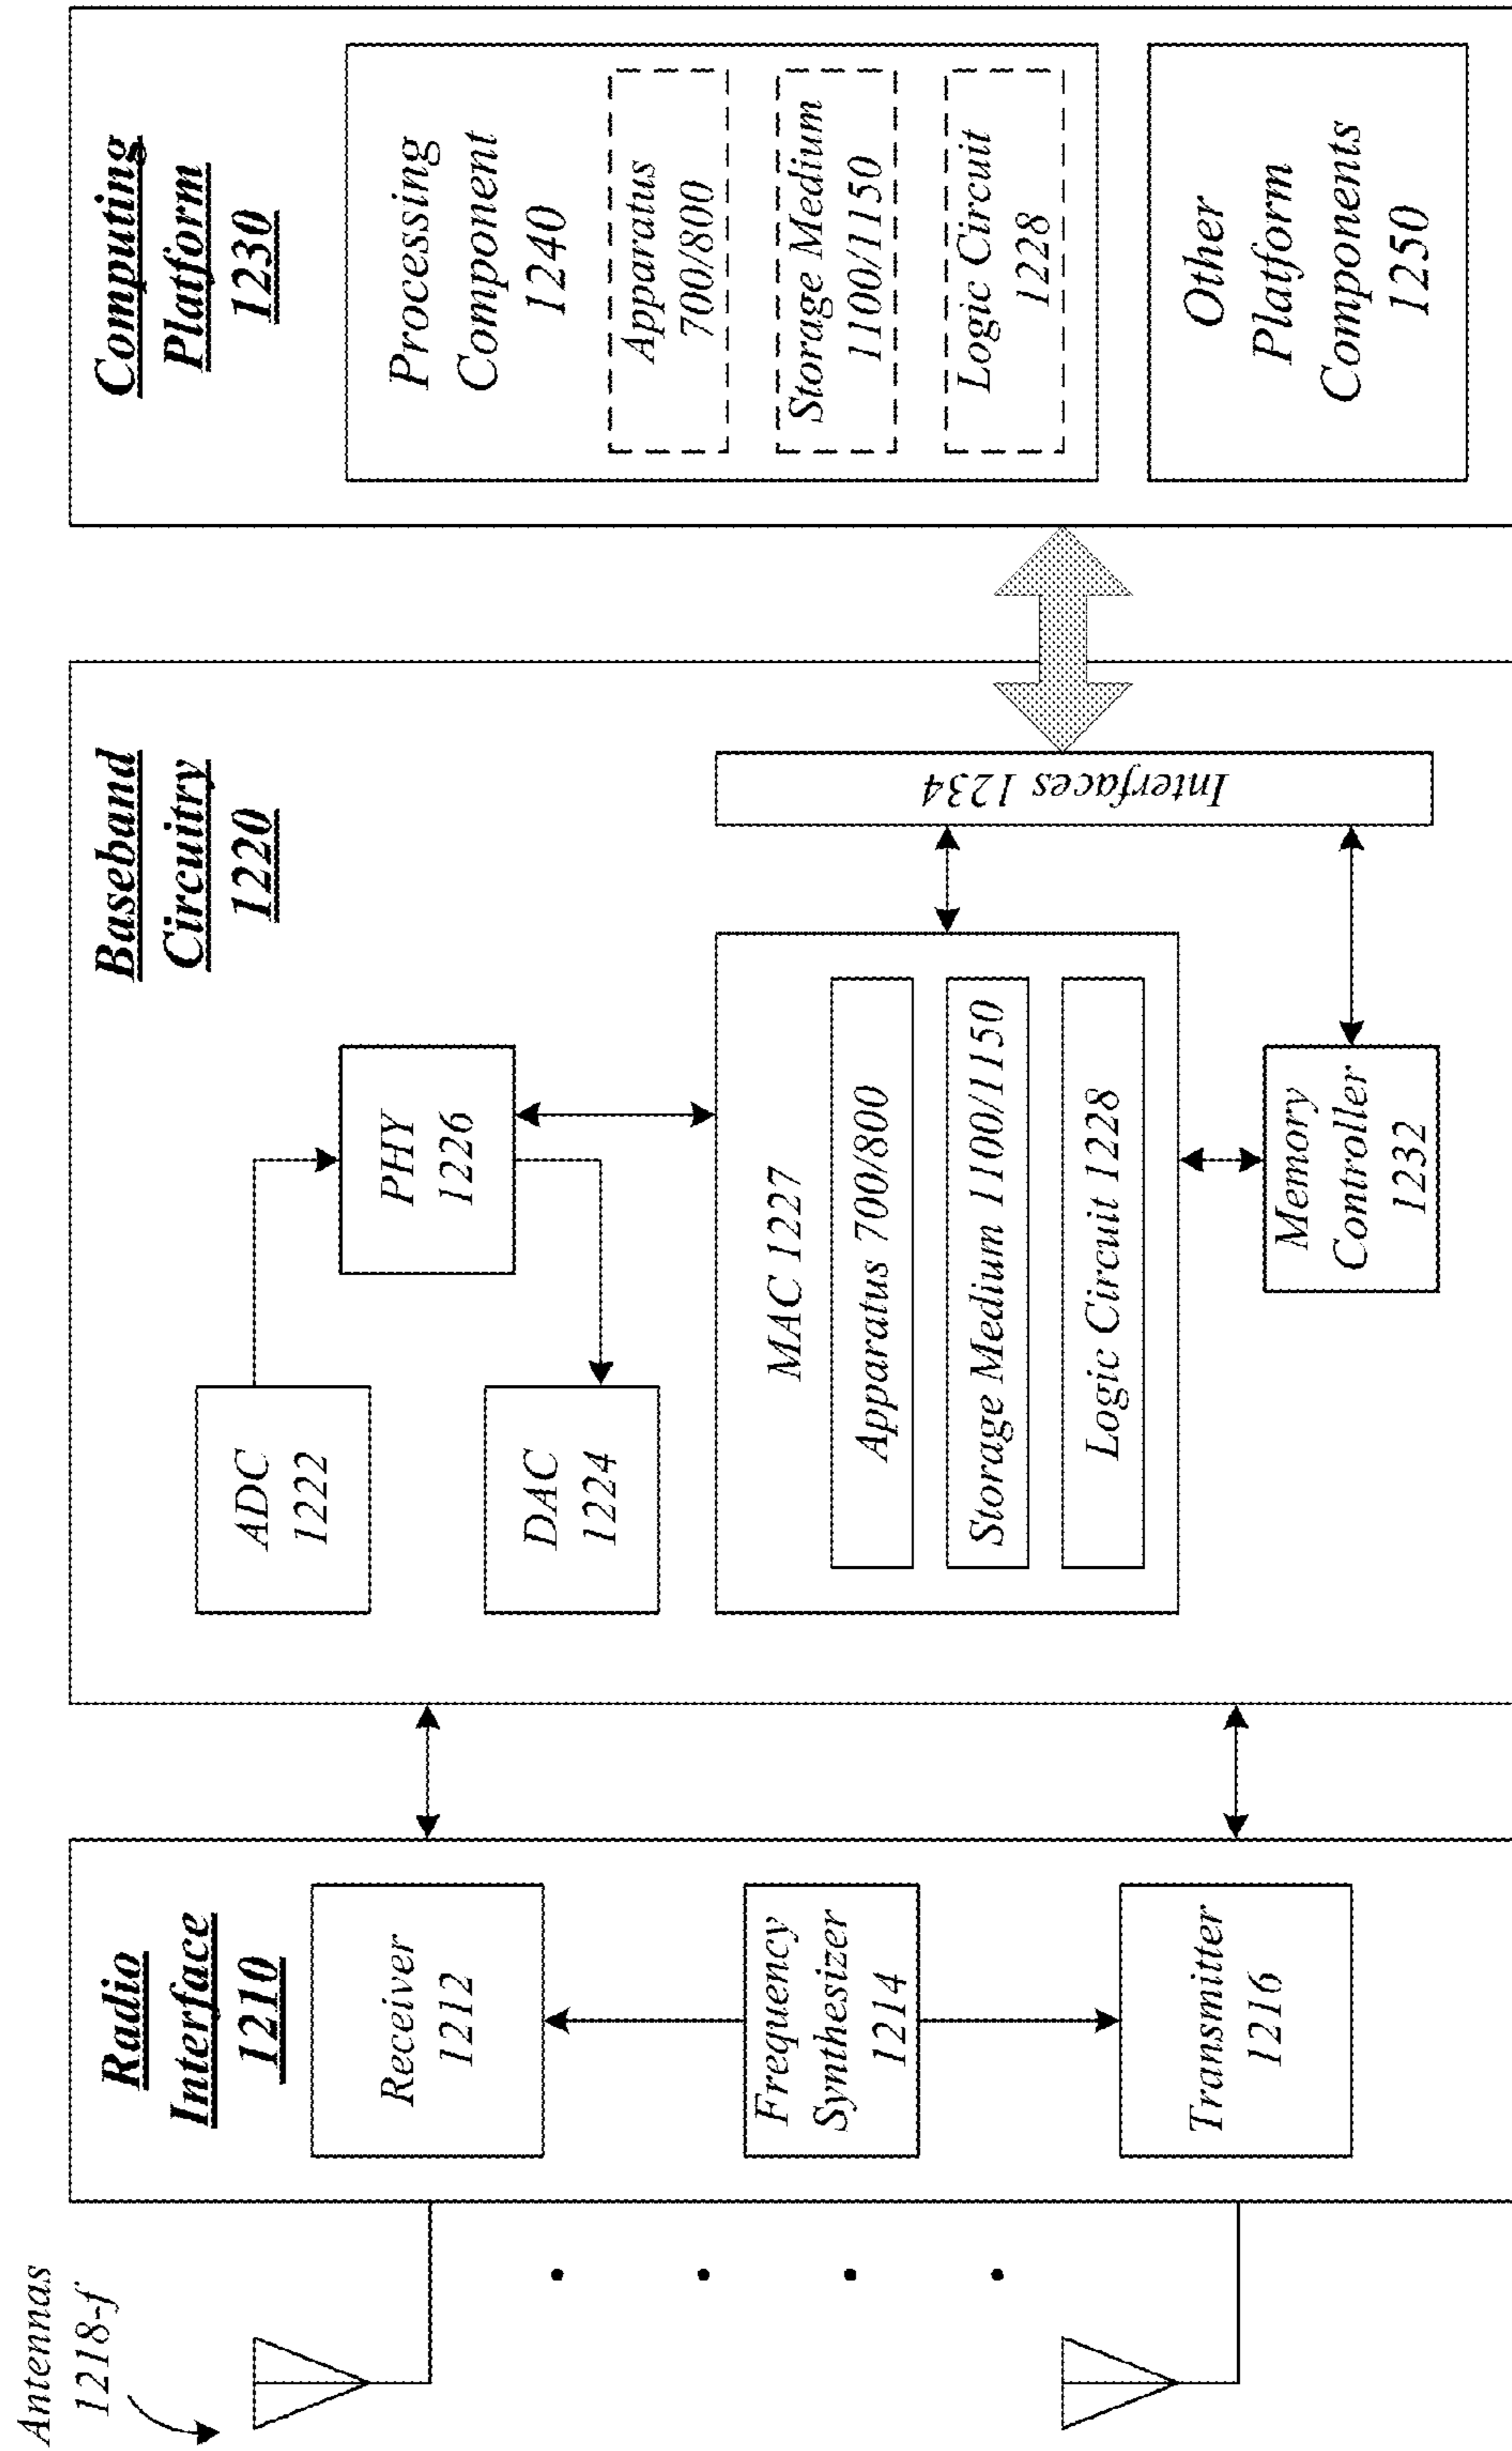 Antennas
1218-f
Radio
Interface
1210
Receiver
1212
Frequency
Synthesizer
1214
Transmitter
1216
Baseband
Circuitry
1220
ADC
1222
DAC
1224
PHY
1226
MAC 1227
Apparatus 700/800
Storage Medium 1100/1150
Logic Circuit 1228
Memory
Controller
1232
Interfaces 1234
Computing
Platform
1230
Processing
Component
1240
Apparatus
700/800
Storage Medium
1100/1150
Logic Circuit
1228
Other
Platform
Components
1250